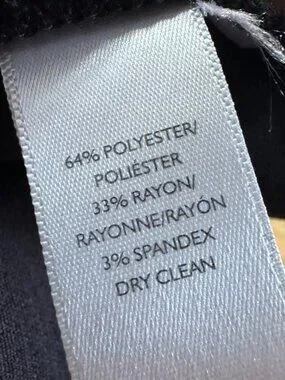 64% POLYESTER/
POLIÉSTER
33% RAYON/
RAYONNE/RAYÓN
3% SPANDEX
DRY CLEAN